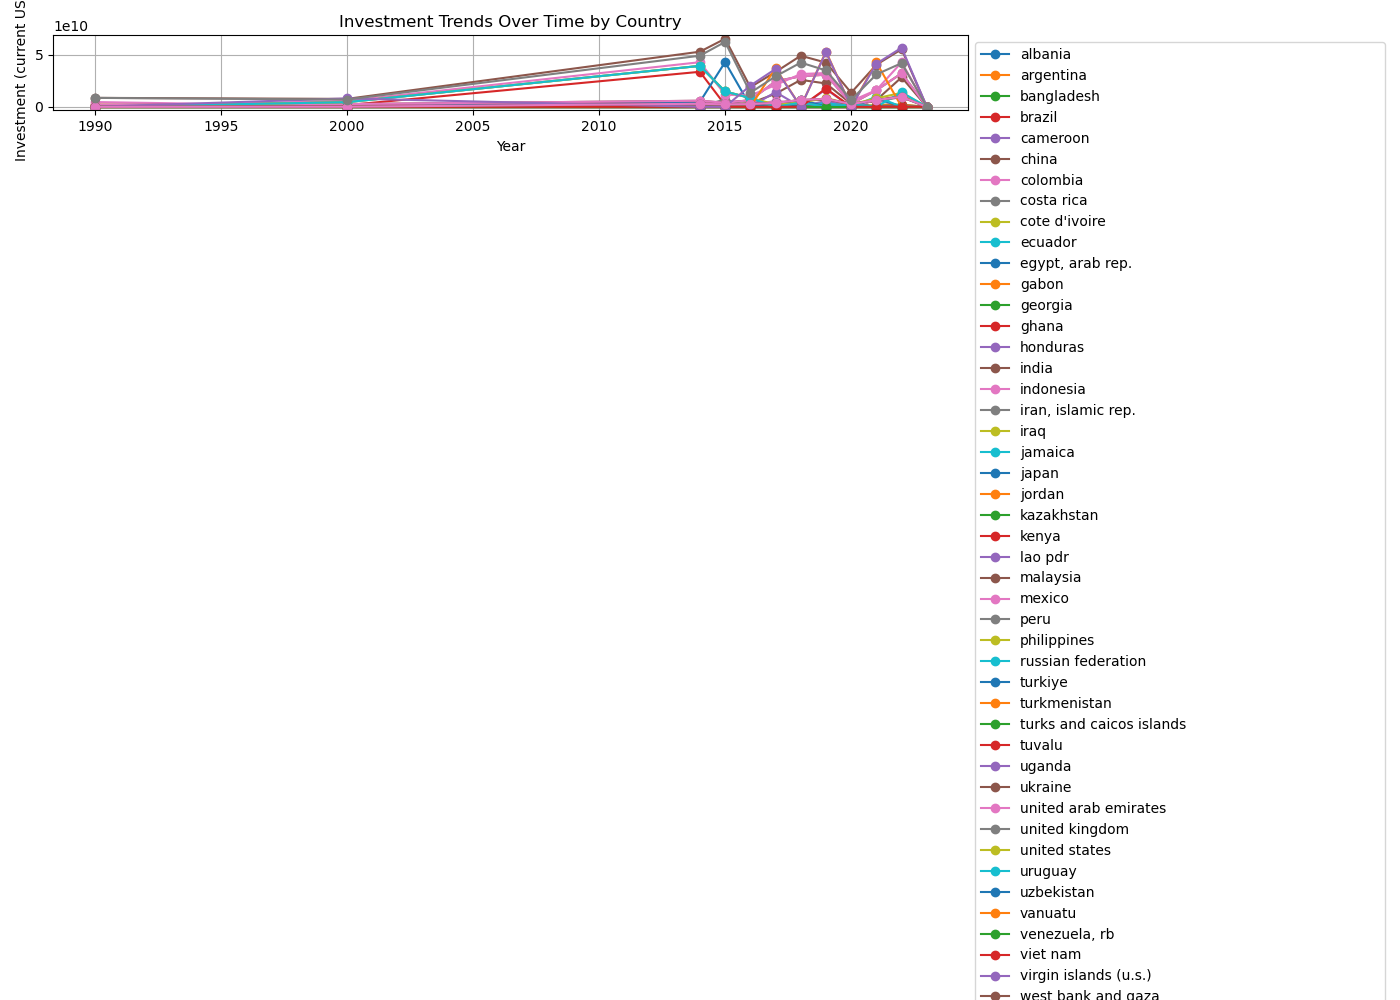 Investment Trends Over Time by Country
1e10
5
0
Investment (current US
1990
1995
2000
2005
2010
2015
2020
Year
albania
argentina
bangladesh
brazil
cameroon
china
colombia
costa rica
cote d'ivoire
ecuador
egypt, arab rep.
gabon
georgia
ghana
honduras
india
indonesia
iran, islamic rep.
iraq
jamaica
japan
jordan
kazakhstan
kenya
lao pdr
malaysia
mexico
peru
philippines
russian federation
turkiye
turkmenistan
turks and caicos islands
tuvalu
uganda
ukraine
united arab emirates
united kingdom
united states
uruguay
uzbekistan
vanuatu
venezuela, rb
viet nam
virgin islands (u.s.)
west bank and gaza